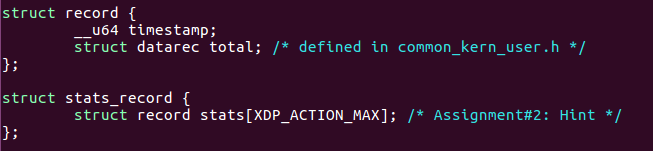 struct record {
        __u64 timestamp;
        struct datarec total; /* defined in common_kern_user.h */
};

struct stats_record {
        struct record stats[XDP_ACTION_MAX]; /* Assignment#2: Hint */
};